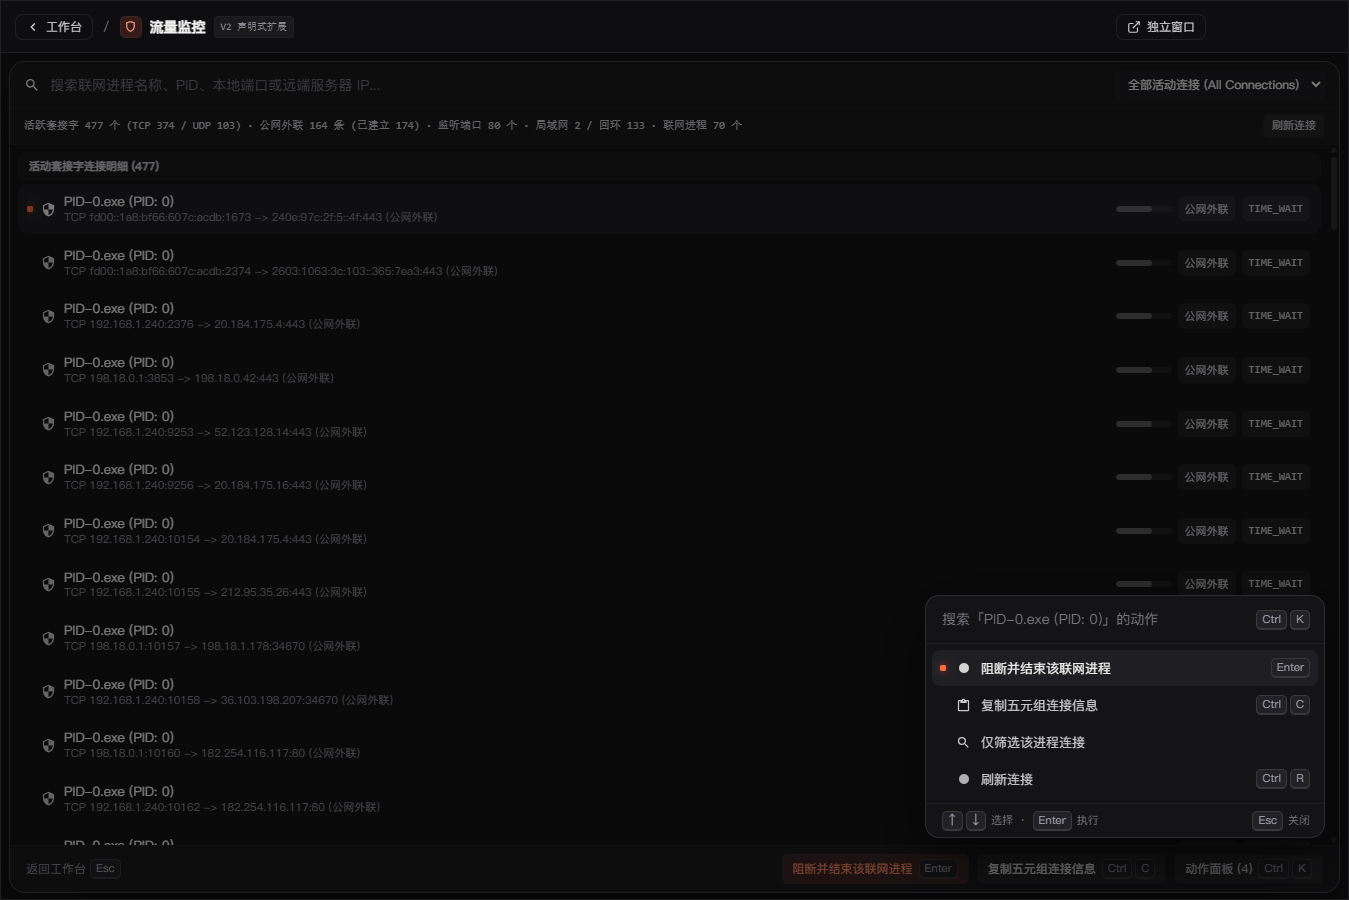 工作台 / 流量监控 V2 声明式扩展 独立窗口
搜索联网进程名称、PID、本地端口或远端服务器 IP... 全部活动连接 (All Connections)
活跃套接字 477 个 (TCP 374 / UDP 103) · 公网外联 164 条 (已建立 174) · 监听端口 80 个 · 局域网 2 / 回环 133 · 联网进程 70 个 刷新连接
活动套接字连接明细 (477)
PID-0.exe (PID: 0)
TCP fd00::1a8:bf66:607c:acdb:1673 -> 240e:97c:2f:5::4f:443 (公网外联) 公网外联 TIME_WAIT
PID-0.exe (PID: 0)
TCP fd00::1a8:bf66:607c:acdb:2374 -> 2603:1063:3c:103::365:7ea3:443 (公网外联) 公网外联 TIME_WAIT
PID-0.exe (PID: 0)
TCP 192.168.1.240:2376 -> 20.184.175.4:443 (公网外联) 公网外联 TIME_WAIT
PID-0.exe (PID: 0)
TCP 198.18.0.1:3853 -> 198.18.0.42:443 (公网外联) 公网外联 TIME_WAIT
PID-0.exe (PID: 0)
TCP 192.168.1.240:9253 -> 52.123.128.14:443 (公网外联) 公网外联 TIME_WAIT
PID-0.exe (PID: 0)
TCP 192.168.1.240:9256 -> 20.184.175.16:443 (公网外联) 公网外联 TIME_WAIT
PID-0.exe (PID: 0)
TCP 192.168.1.240:10154 -> 20.184.175.4:443 (公网外联) 公网外联 TIME_WAIT
PID-0.exe (PID: 0)
TCP 192.168.1.240:10155 -> 212.95.35.26:443 (公网外联) 公网外联 TIME_WAIT
PID-0.exe (PID: 0)
TCP 198.18.0.1:10157 -> 198.18.1.178:34670 (公网外联)
PID-0.exe (PID: 0)
TCP 192.168.1.240:10158 -> 36.103.198.207:34670 (公网外联)
PID-0.exe (PID: 0)
TCP 198.18.0.1:10160 -> 182.254.116.117:80 (公网外联)
PID-0.exe (PID: 0)
TCP 192.168.1.240:10162 -> 182.254.116.117:80 (公网外联)
PID-0.exe (PID: 0)
搜索「PID-0.exe (PID: 0)」的动作 Ctrl K
阻断并结束该联网进程 Enter
复制五元组连接信息 Ctrl C
仅筛选该进程连接
刷新连接 Ctrl R
↑ ↓ 选择 · Enter 执行 Esc 关闭
返回工作台 Esc 阻断并结束该联网进程 Enter 复制五元组连接信息 Ctrl C 动作面板 (4) Ctrl K